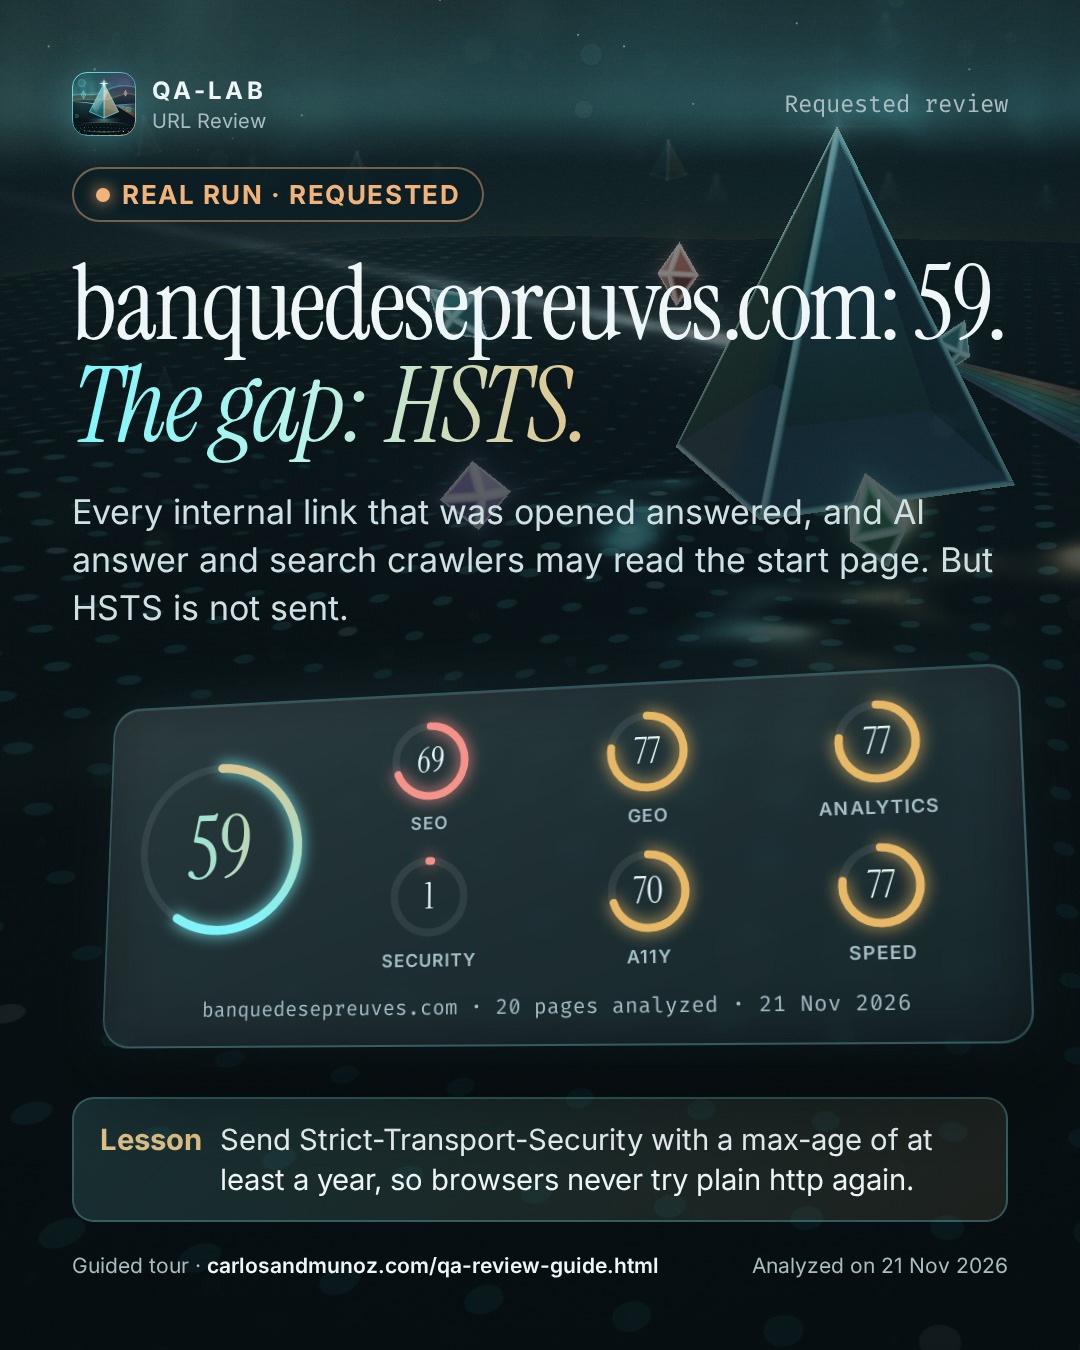 QA-LAB
URL Review
Requested review
REAL RUN · REQUESTED
banquedesepreuves.com: 59.
The gap: HSTS.
Every internal link that was opened answered, and AI
answer and search crawlers may read the start page. But
HSTS is not sent.
59
69
SEO
77
GEO
77
ANALYTICS
1
SECURITY
70
A11Y
77
SPEED
banquedesepreuves.com · 20 pages analyzed · 21 Nov 2026
Lesson Send Strict-Transport-Security with a max-age of at
least a year, so browsers never try plain http again.
Guided tour · carlosandmunoz.com/qa-review-guide.html
Analyzed on 21 Nov 2026